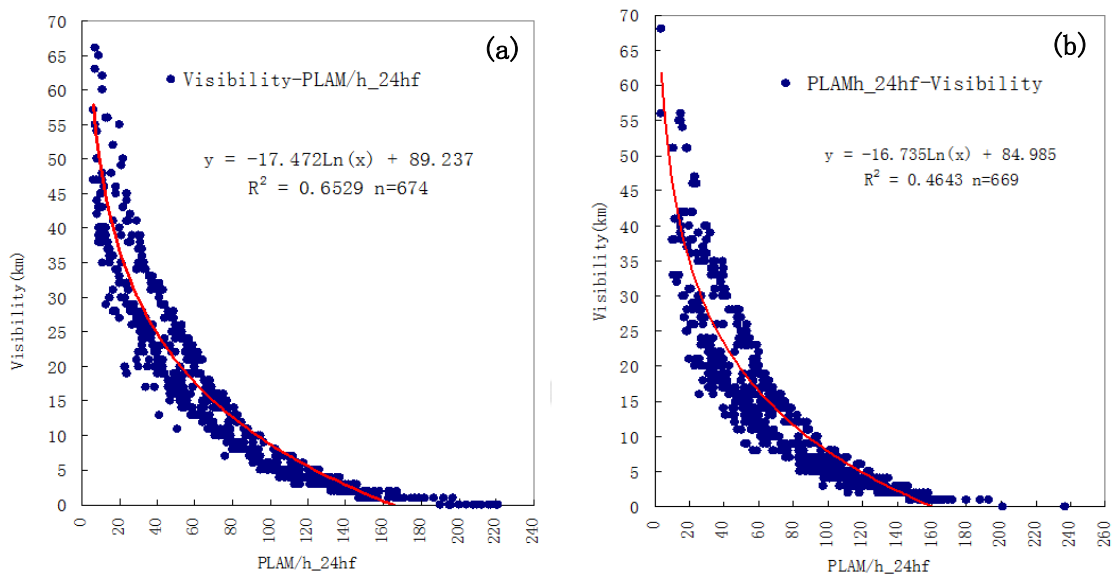 (a)
Visibility-PLAM/h_24hf
y = -17.472Ln(x) + 89.237
R² = 0.6529 n=674
70
65
60
55
50
45
40
35
30
25
20
15
10
5
0
Visibility(km)
0 20 40 60 80 100 120 140 160 180 200 220 240
PLAM/h_24hf
(b)
PLAMh_24hf-Visibility
y = -16.735Ln(x) + 84.985
R² = 0.4643 n=669
70
65
60
55
50
45
40
35
30
25
20
15
10
5
0
Visibility(km)
0 20 40 60 80 100 120 140 160 180 200 220 240 260
PLAM/h_24hf